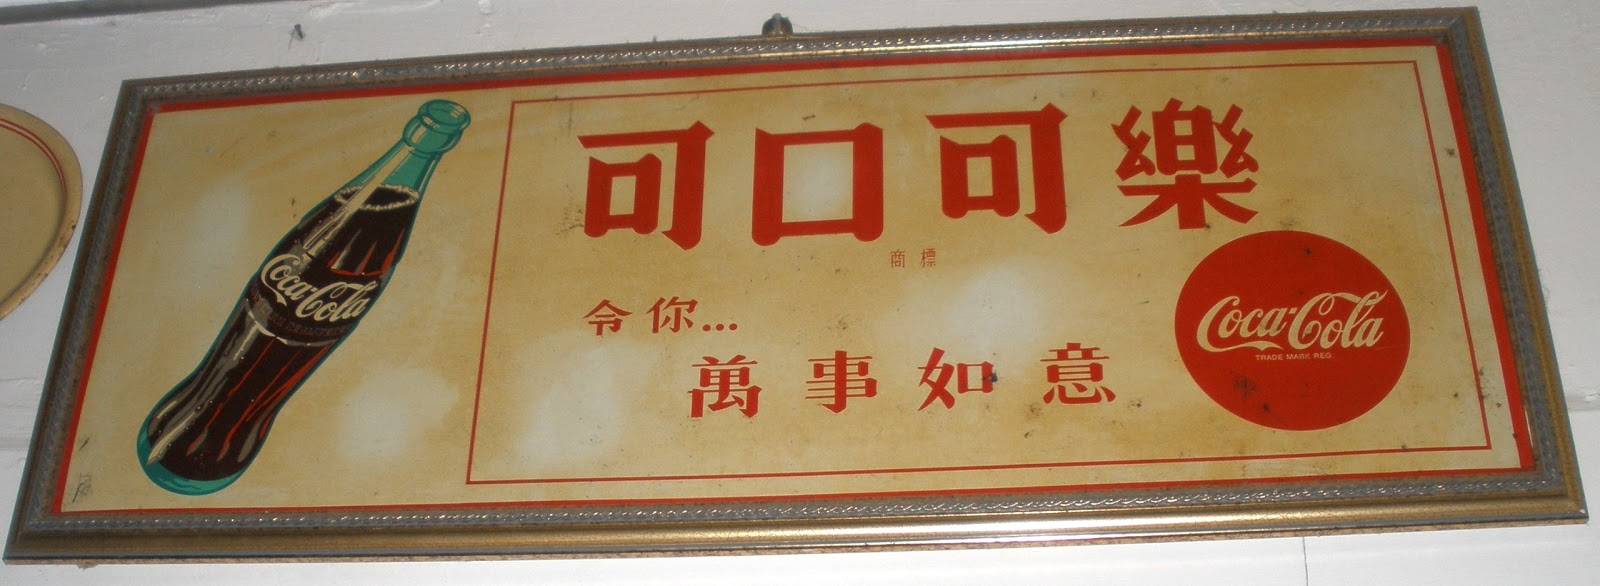 Coca-Cola
可口可樂
商標
令你...
萬事如意
Coca-Cola
TRADE MARK REG.